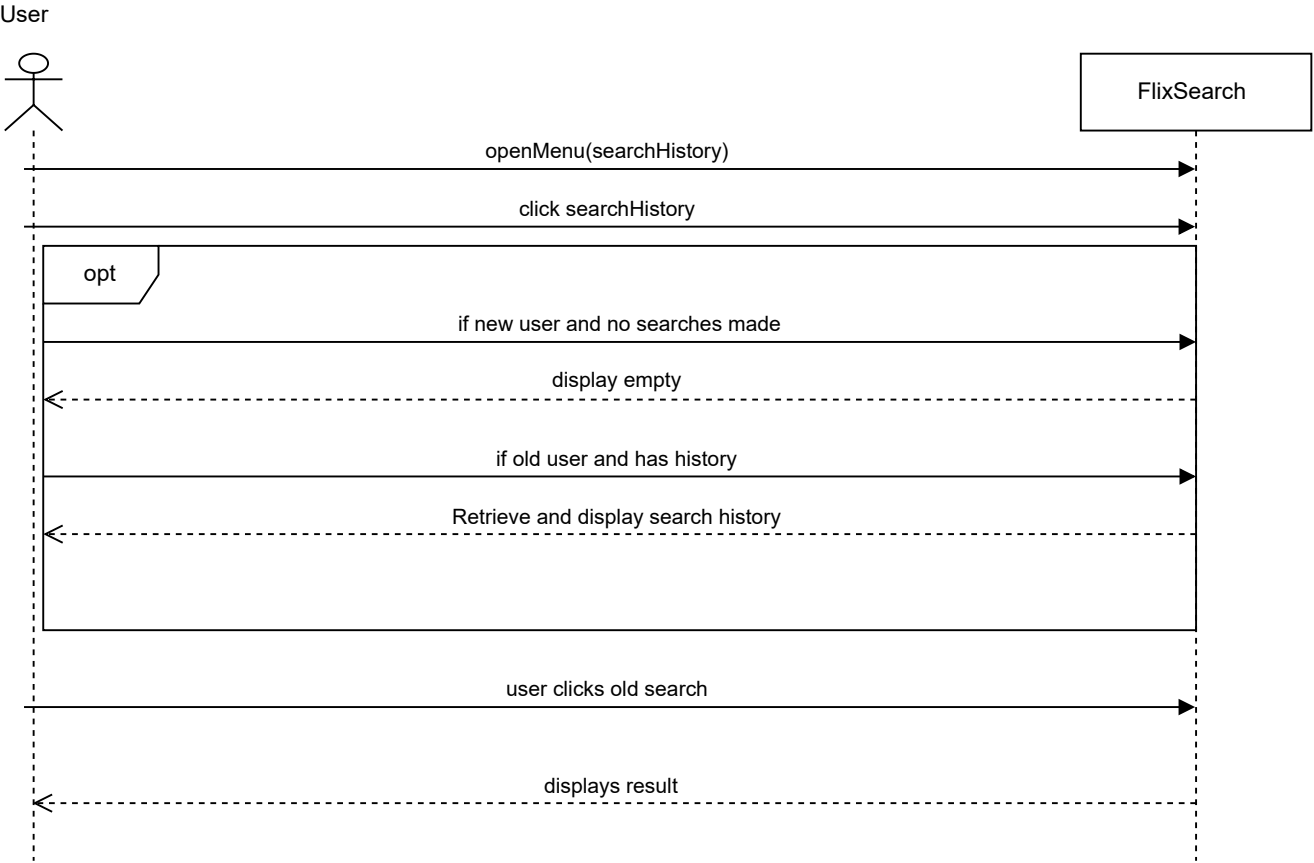 User
FlixSearch
openMenu(searchHistory)
click searchHistory
opt
if new user and no searches made
display empty
if old user and has history
Retrieve and display search history
user clicks old search
displays result